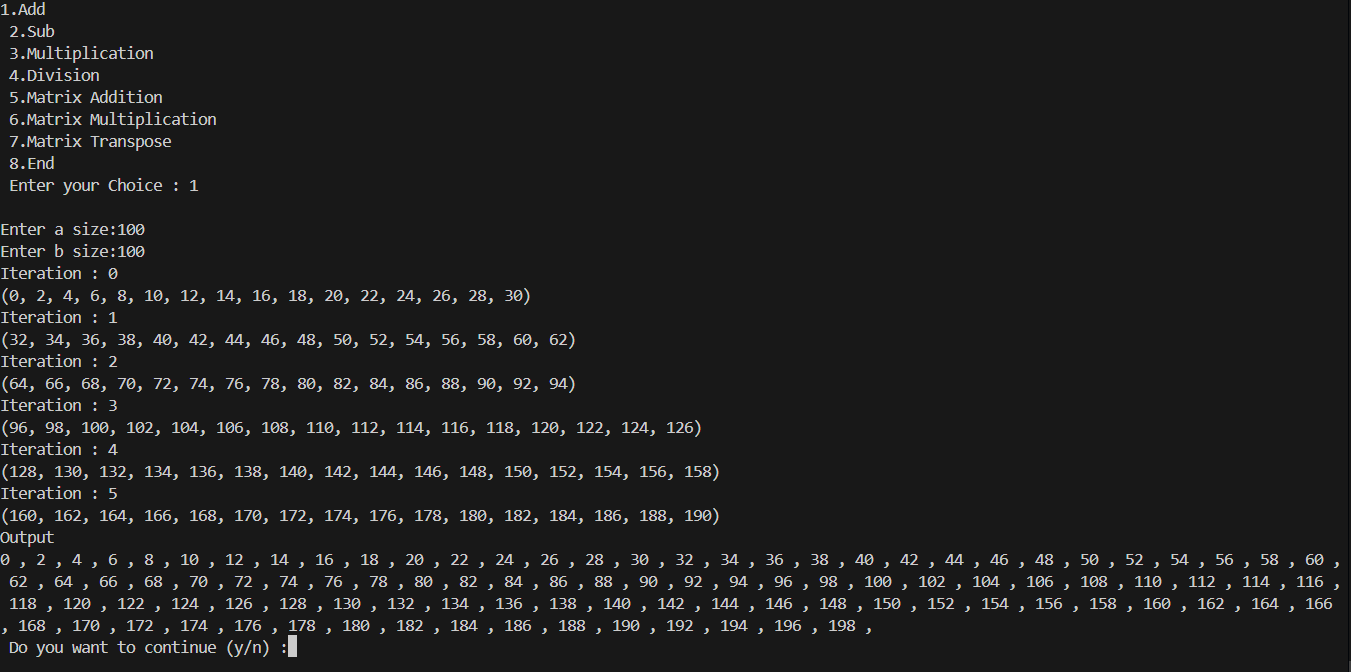 1.Add
2.Sub
3.Multiplication
4.Division
5.Matrix Addition
6.Matrix Multiplication
7.Matrix Transpose
8.End
Enter your Choice : 1
Enter a size:100
Enter b size:100
Iteration : 0
(0, 2, 4, 6, 8, 10, 12, 14, 16, 18, 20, 22, 24, 26, 28, 30)
Iteration : 1
(32, 34, 36, 38, 40, 42, 44, 46, 48, 50, 52, 54, 56, 58, 60, 62)
Iteration : 2
(64, 66, 68, 70, 72, 74, 76, 78, 80, 82, 84, 86, 88, 90, 92, 94)
Iteration : 3
(96, 98, 100, 102, 104, 106, 108, 110, 112, 114, 116, 118, 120, 122, 124, 126)
Iteration : 4
(128, 130, 132, 134, 136, 138, 140, 142, 144, 146, 148, 150, 152, 154, 156, 158)
Iteration : 5
(160, 162, 164, 166, 168, 170, 172, 174, 176, 178, 180, 182, 184, 186, 188, 190)
Output
0 , 2 , 4 , 6 , 8 , 10 , 12 , 14 , 16 , 18 , 20 , 22 , 24 , 26 , 28 , 30 , 32 , 34 , 36 , 38 , 40 , 42 , 44 , 46 , 48 , 50 , 52 , 54 , 56 , 58 , 60 ,
62 , 64 , 66 , 68 , 70 , 72 , 74 , 76 , 78 , 80 , 82 , 84 , 86 , 88 , 90 , 92 , 94 , 96 , 98 , 100 , 102 , 104 , 106 , 108 , 110 , 112 , 114 , 116 ,
118 , 120 , 122 , 124 , 126 , 128 , 130 , 132 , 134 , 136 , 138 , 140 , 142 , 144 , 146 , 148 , 150 , 152 , 154 , 156 , 158 , 160 , 162 , 164 , 166
, 168 , 170 , 172 , 174 , 176 , 178 , 180 , 182 , 184 , 186 , 188 , 190 , 192 , 194 , 196 , 198 ,
Do you want to continue (y/n) :